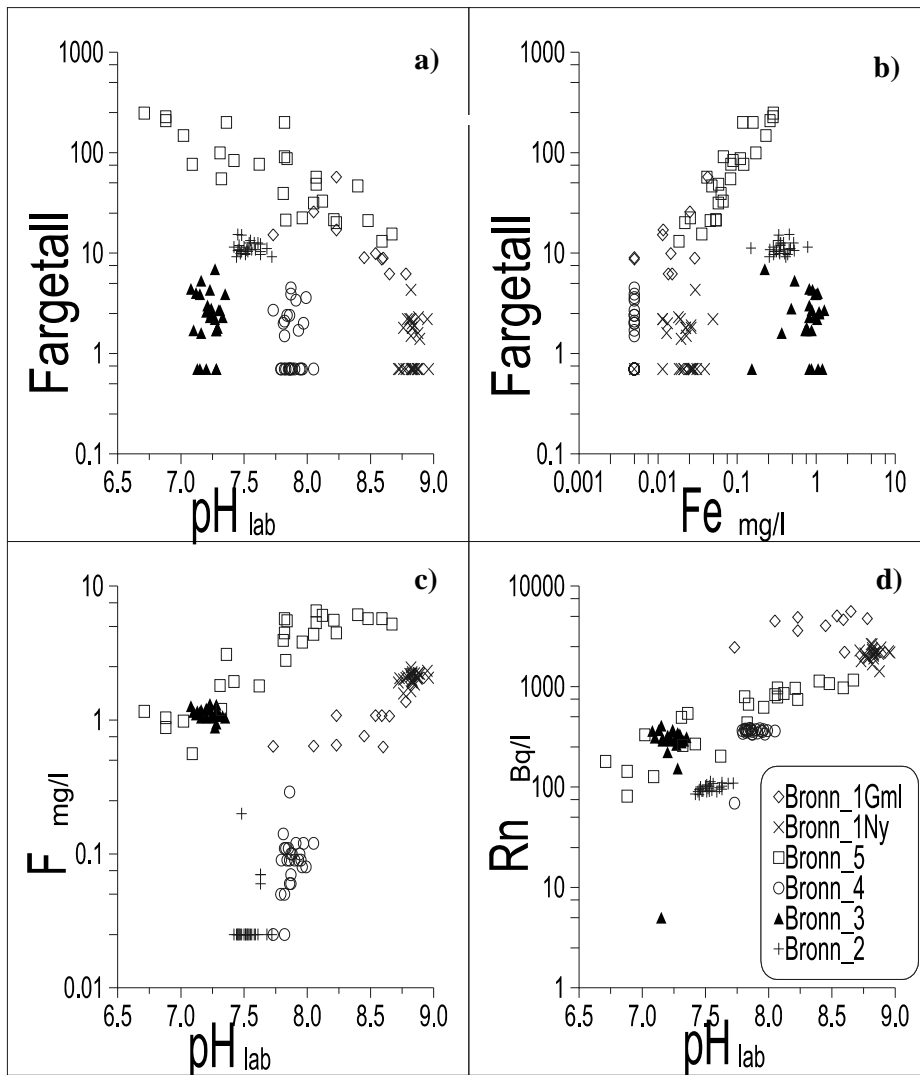 a)
1000
100
10
1
0.1
Fargetall
6.5 7.0 7.5 8.0 8.5 9.0
pH lab
b)
1000
100
10
1
0.1
Fargetall
0.001 0.01 0.1 1 10
Fe mg/l
c)
10
1
0.1
0.01
F mg/l
6.5 7.0 7.5 8.0 8.5 9.0
pH lab
d)
10000
1000
100
10
1
Rn Bq/l
6.5 7.0 7.5 8.0 8.5 9.0
pH lab
Bronn_1Gml
Bronn_1Ny
Bronn_5
Bronn_4
Bronn_3
Bronn_2